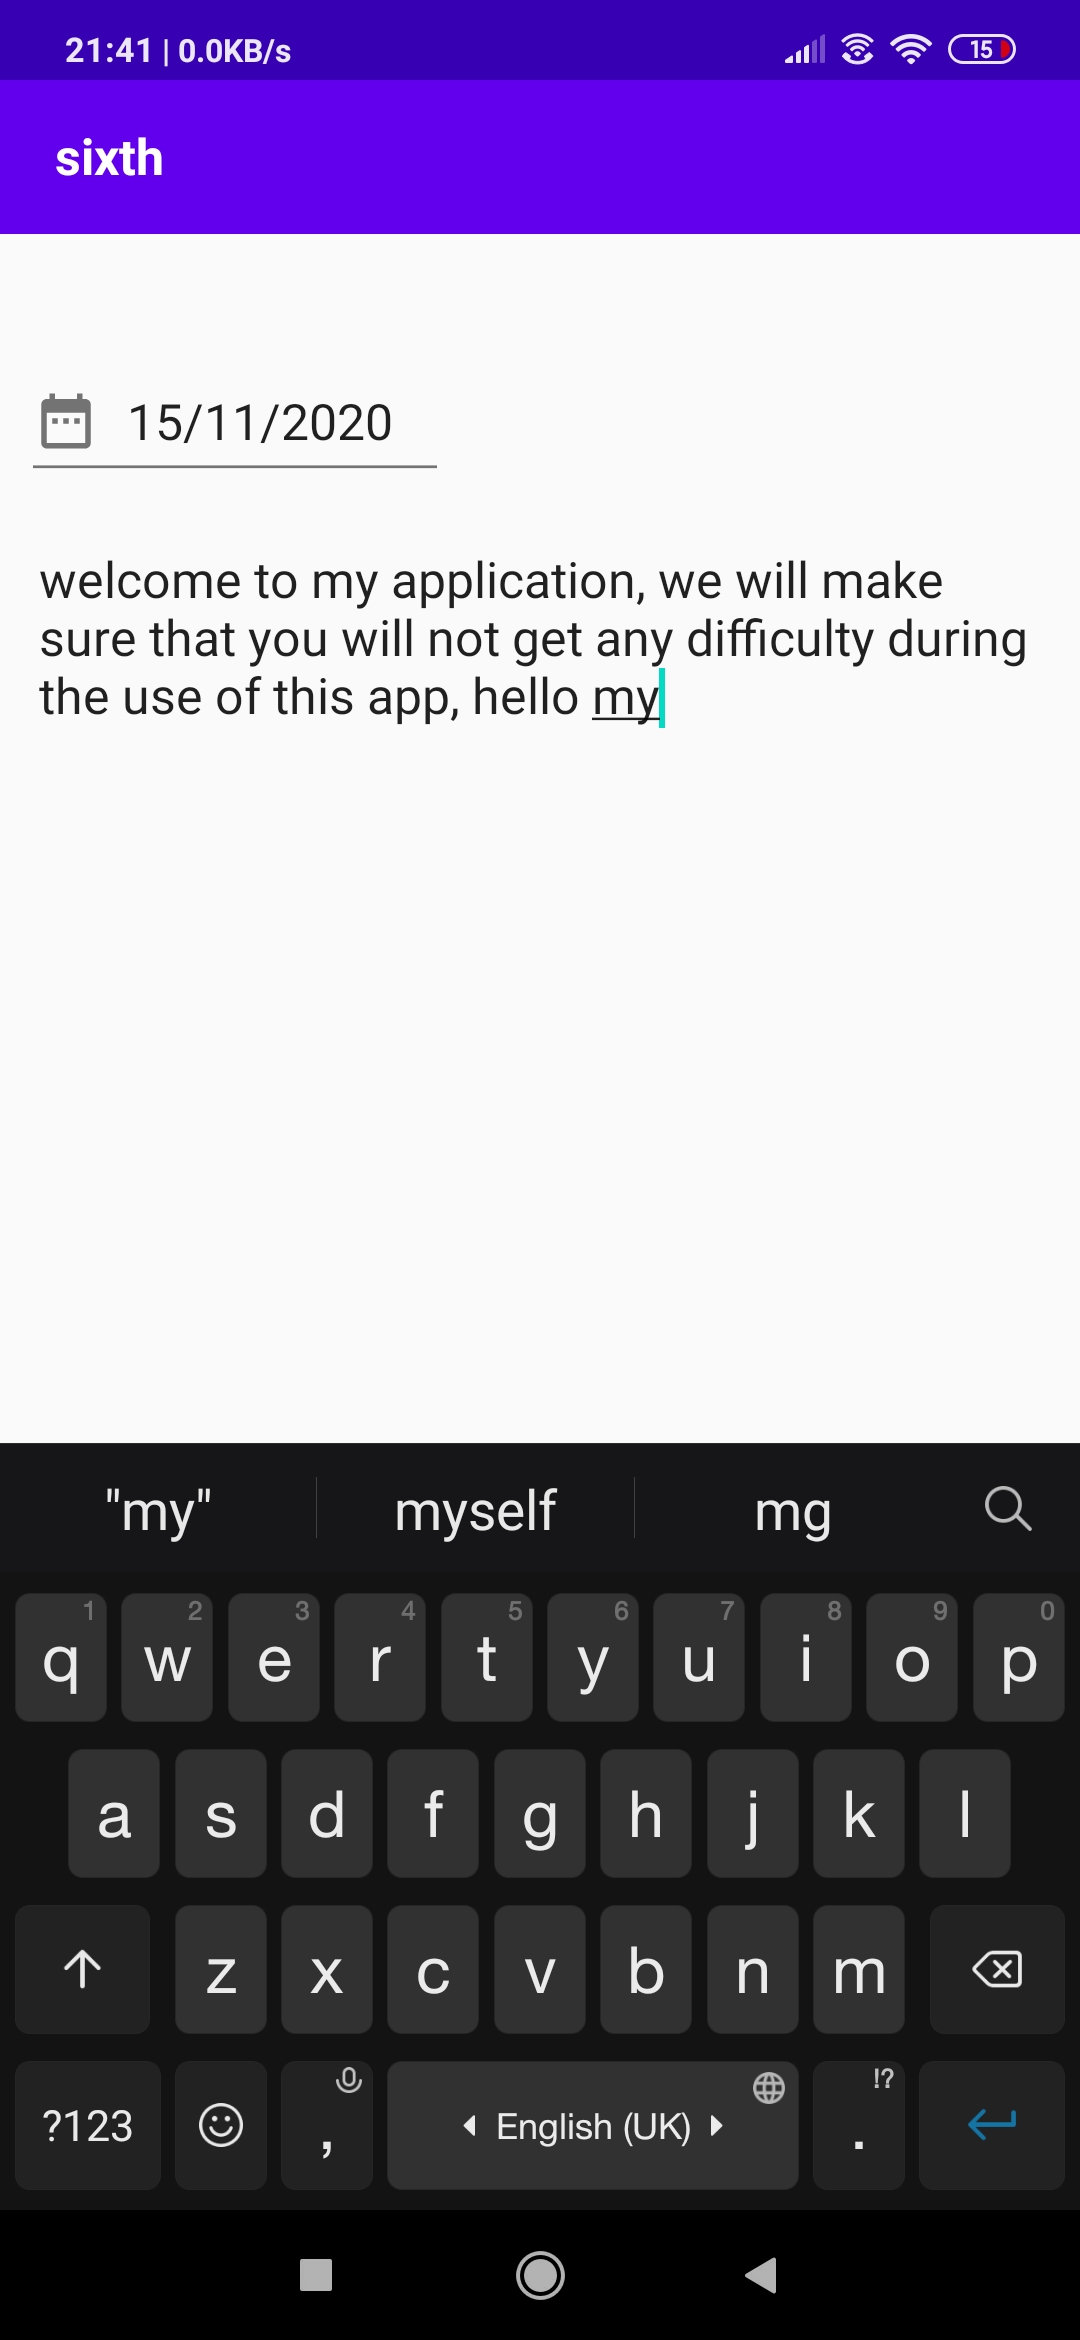 21:41 | 0.0KB/s 15
sixth
15/11/2020
welcome to my application, we will make
sure that you will not get any difficulty during
the use of this app, hello my
"my" myself mg
1 2 3 4 5 6 7 8 9 0
q w e r t y u i o p
a s d f g h j k l
z x c v b n m
!?
?123 , English (UK) .